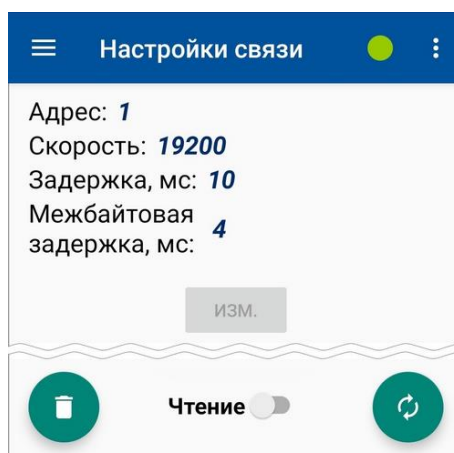 Настройки связи
Адрес: 1
Скорость: 19200
Задержка, мс: 10
Межбайтовая
задержка, мс: 4
изм.
Чтение